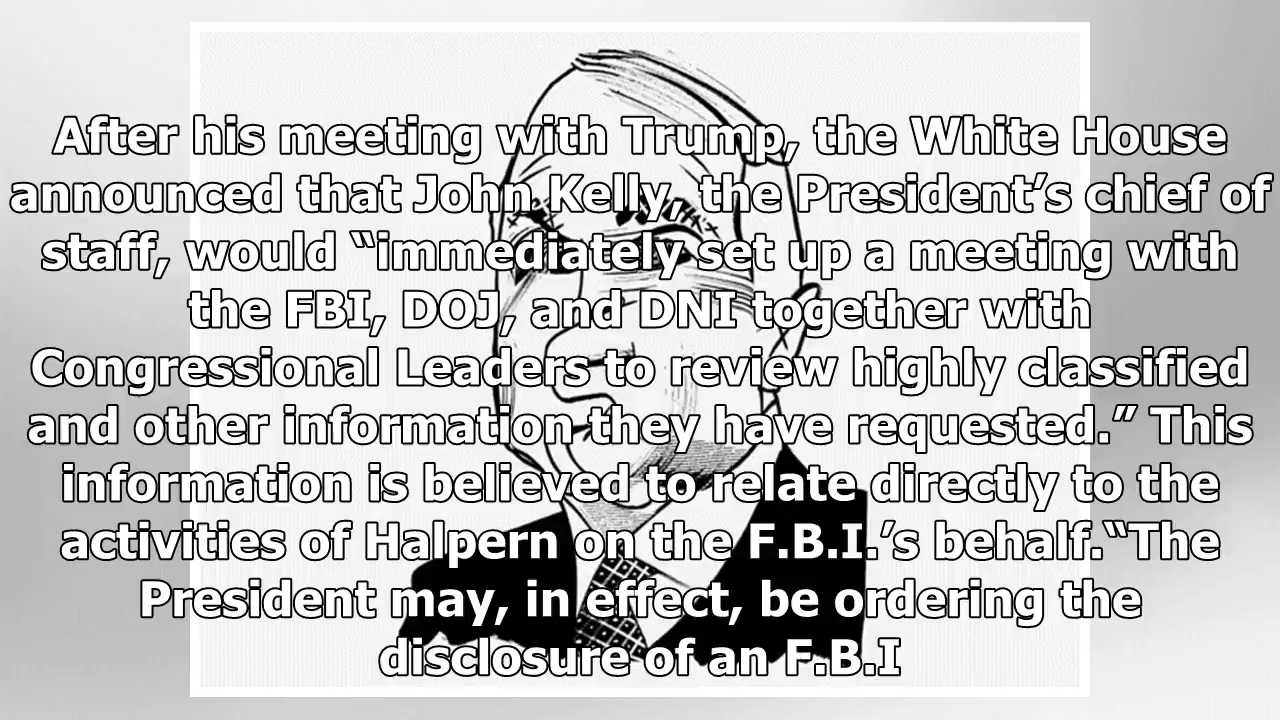 After his meeting with Trump, the White House
announced that John Kelly, the President’s chief of
staff, would “immediately set up a meeting with
the FBI, DOJ, and DNI together with
Congressional Leaders to review highly classified
and other information they have requested.” This
information is believed to relate directly to the
activities of Halpern on the F.B.I.’s behalf.“The
President may, in effect, be ordering the
disclosure of an F.B.I